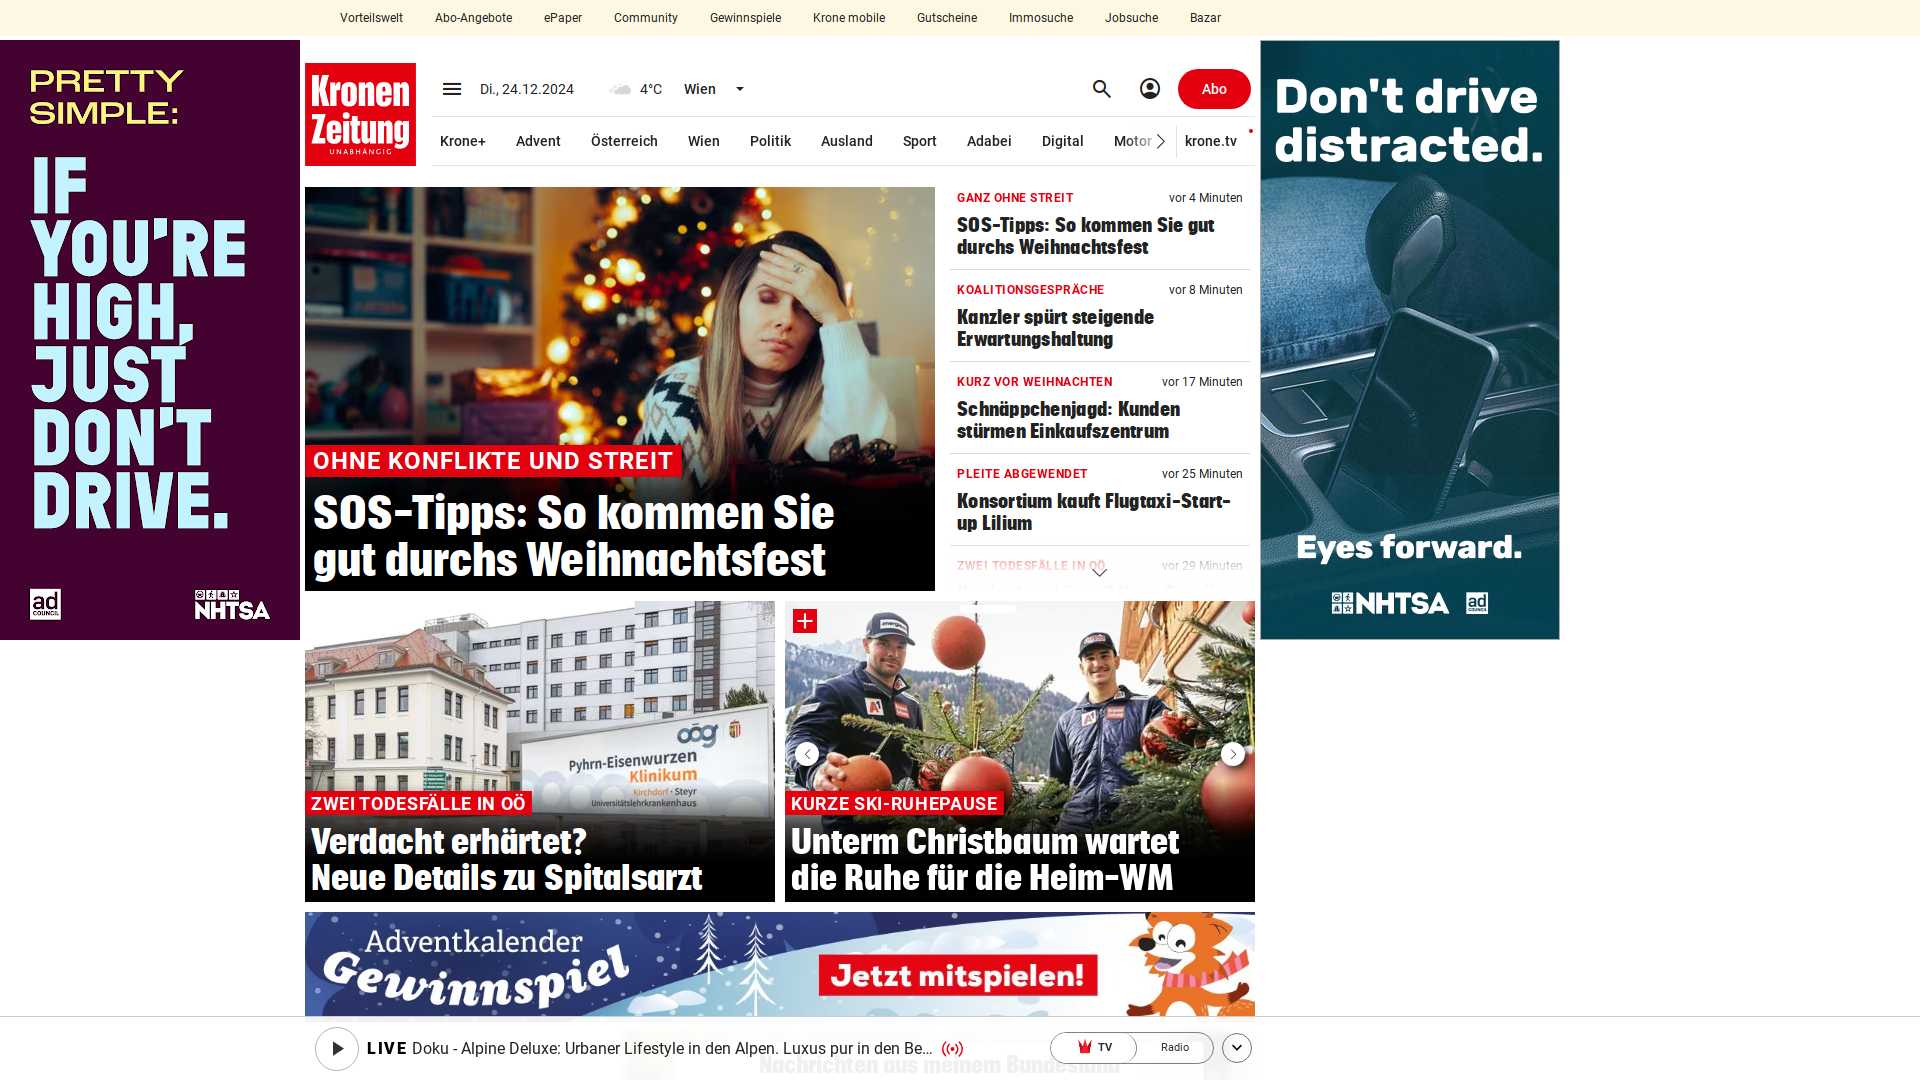 Vorteilswelt Abo-Angebote ePaper Community Gewinnspiele Krone mobile Gutscheine Immosuche Jobsuche Bazar
PRETTY
SIMPLE:
IF
YOU'RE
HIGH,
JUST
DON'T
DRIVE.
ad
COUNCIL
NHTSA
Kronen
Zeitung
UNABHÄNGIG
Di., 24.12.2024 4°C Wien
Abo
Krone+ Advent Österreich Wien Politik Ausland Sport Adabei Digital Motor krone.tv
OHNE KONFLIKTE UND STREIT
SOS-Tipps: So kommen Sie
gut durchs Weihnachtsfest
GANZ OHNE STREIT vor 4 Minuten
SOS-Tipps: So kommen Sie gut
durchs Weihnachtsfest
KOALITIONSGESPRÄCHE vor 8 Minuten
Kanzler spürt steigende
Erwartungshaltung
KURZ VOR WEIHNACHTEN vor 17 Minuten
Schnäppchenjagd: Kunden
stürmen Einkaufszentrum
PLEITE ABGEWENDET vor 25 Minuten
Konsortium kauft Flugtaxi-Start-
up Lilium
ZWEI TODESFÄLLE IN OÖ vor 29 Minuten
Don't drive
distracted.
Eyes forward.
NHTSA
ad
COUNCIL
oög
Pyhrn-Eisenwurzen
Klinikum
Kirchdorf · Steyr
Universitätslehrkrankenhaus
ZWEI TODESFÄLLE IN OÖ
Verdacht erhärtet?
Neue Details zu Spitalsarzt
A1
A1
KURZE SKI-RUHEPAUSE
Unterm Christbaum wartet
die Ruhe für die Heim-WM
Adventkalender
Gewinnspiel
Jetzt mitspielen!
LIVE Doku - Alpine Deluxe: Urbaner Lifestyle in den Alpen. Luxus pur in den Be...
TV
Radio
Nachrichten aus meinem Bundesland